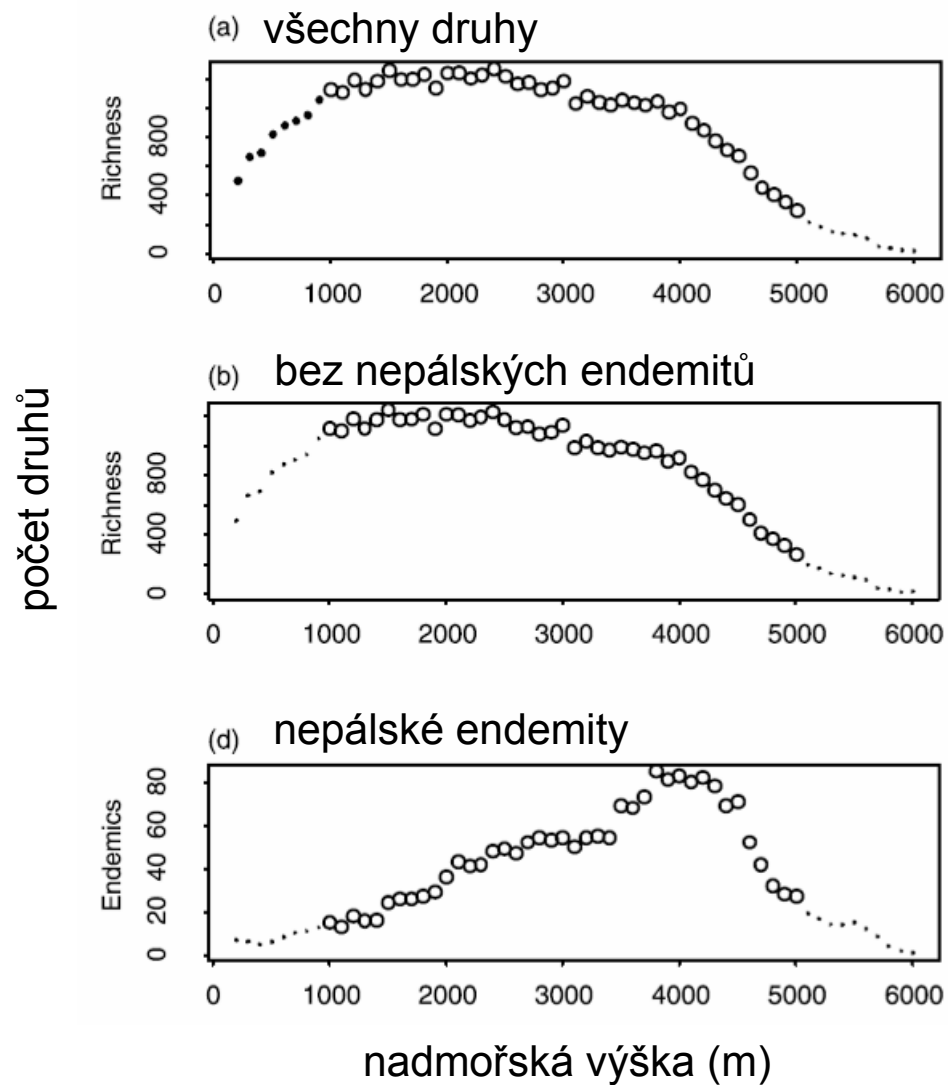 (a) všechny druhy
Richness
800
400
0
0 1000 2000 3000 4000 5000 6000
(b) bez nepálských endemitů
Richness
800
400
0
0 1000 2000 3000 4000 5000 6000
počet druhů
(d) nepálské endemity
Endemics
80
60
40
20
0
0 1000 2000 3000 4000 5000 6000
nadmořská výška (m)